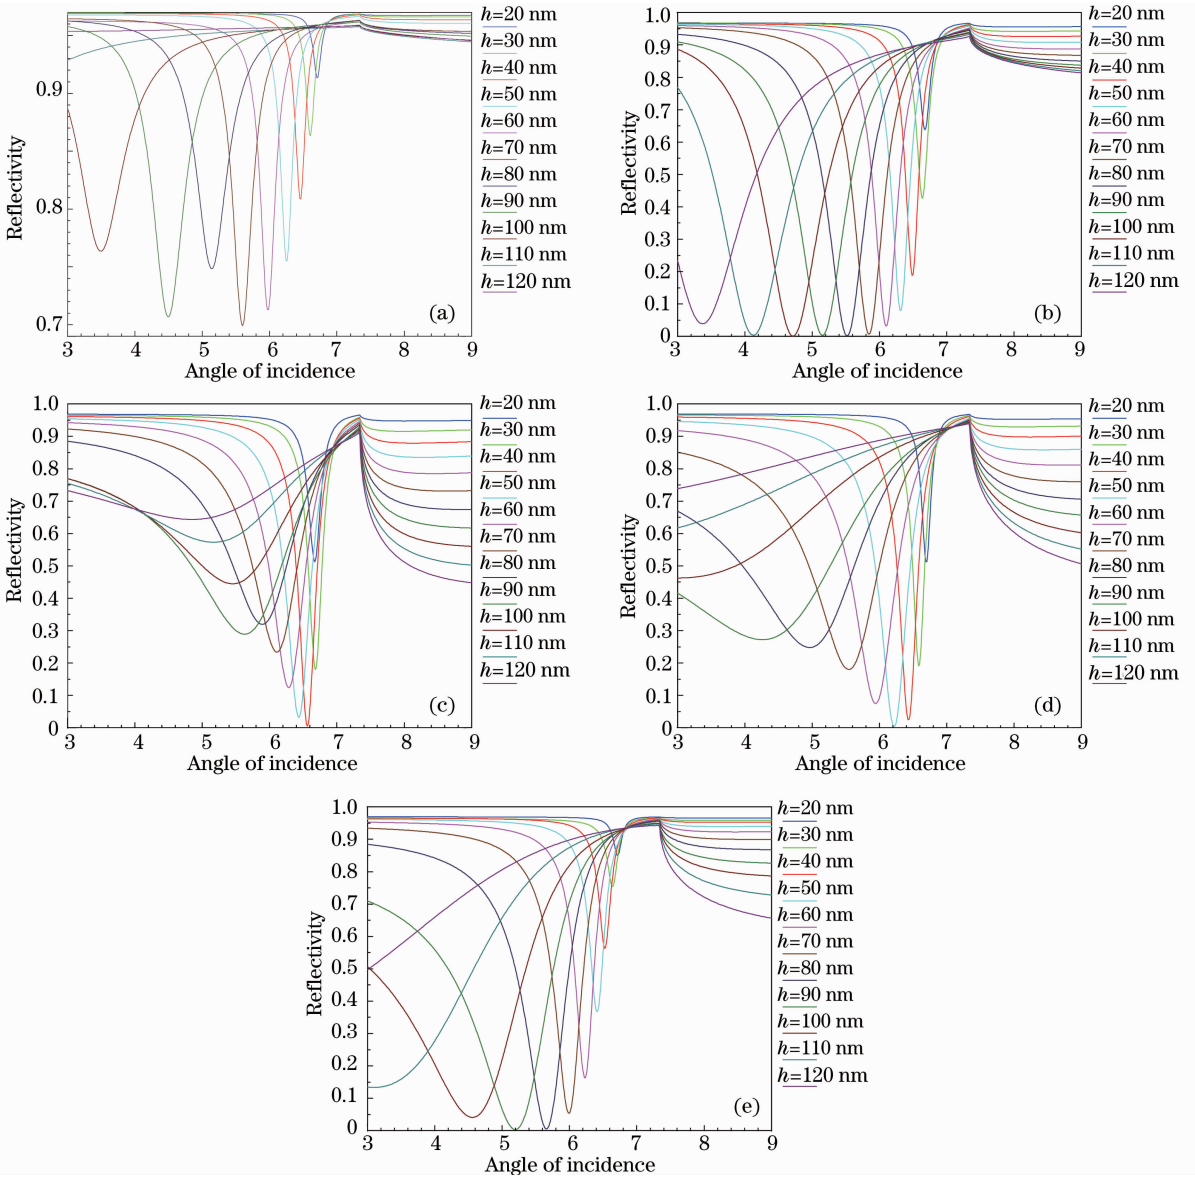 h=20 nm
h=30 nm
h=40 nm
h=50 nm
h=60 nm
h=70 nm
h=80 nm
h=90 nm
h=100 nm
h=110 nm
h=120 nm
0.9
0.8
0.7
Reflectivity
(a)
3 4 5 6 7 8 9
Angle of incidence
h=20 nm
h=30 nm
h=40 nm
h=50 nm
h=60 nm
h=70 nm
h=80 nm
h=90 nm
h=100 nm
h=110 nm
h=120 nm
1.0
0.9
0.8
0.7
0.6
0.5
0.4
0.3
0.2
0.1
0
Reflectivity
(b)
3 4 5 6 7 8 9
Angle of incidence
h=20 nm
h=30 nm
h=40 nm
h=50 nm
h=60 nm
h=70 nm
h=80 nm
h=90 nm
h=100 nm
h=110 nm
h=120 nm
1.0
0.9
0.8
0.7
0.6
0.5
0.4
0.3
0.2
0.1
0
Reflectivity
(c)
3 4 5 6 7 8 9
Angle of incidence
h=20 nm
h=30 nm
h=40 nm
h=50 nm
h=60 nm
h=70 nm
h=80 nm
h=90 nm
h=100 nm
h=110 nm
h=120 nm
1.0
0.9
0.8
0.7
0.6
0.5
0.4
0.3
0.2
0.1
0
Reflectivity
(d)
3 4 5 6 7 8 9
Angle of incidence
h=20 nm
h=30 nm
h=40 nm
h=50 nm
h=60 nm
h=70 nm
h=80 nm
h=90 nm
h=100 nm
h=110 nm
h=120 nm
1.0
0.9
0.8
0.7
0.6
0.5
0.4
0.3
0.2
0.1
0
Reflectivity
(e)
3 4 5 6 7 8 9
Angle of incidence